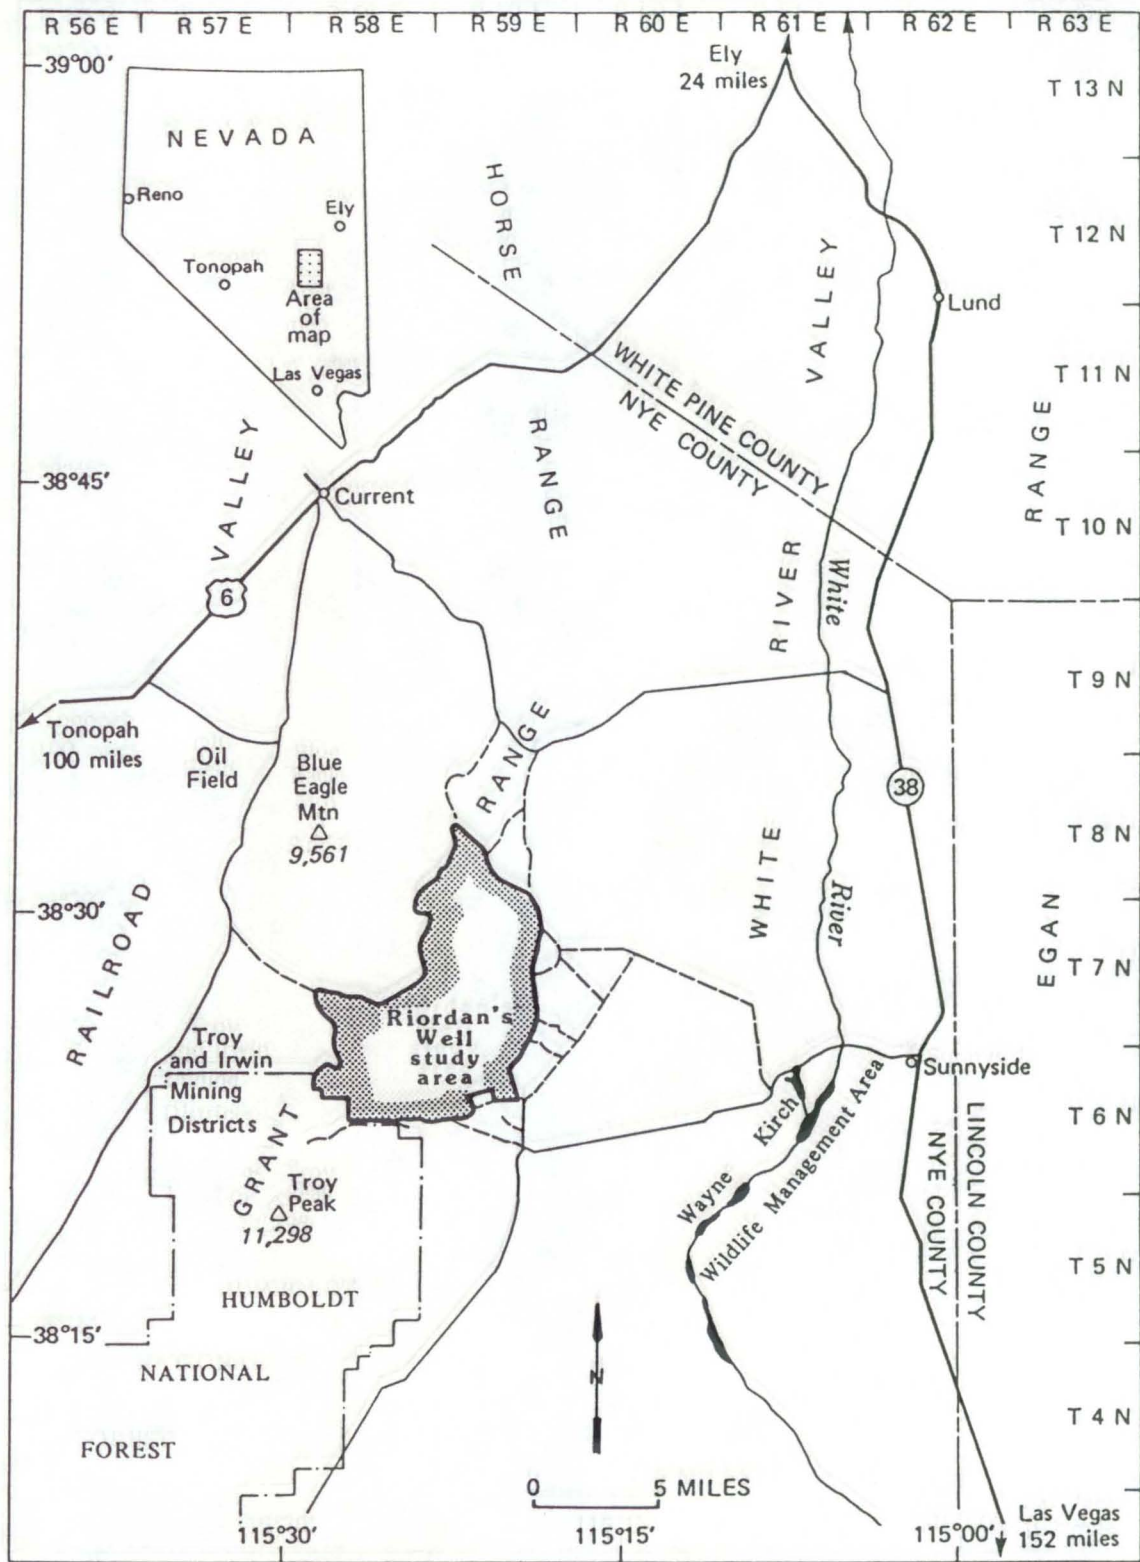 R 56 E
R 57 E
R 58 E
R 59 E
R 60 E
R 61 E
R 62 E
R 63 E
39°00'
Ely
24 miles
T 13 N
NEVADA
Reno
Ely
Tonopah
Area
of
map
Las Vegas
HORSE
RANGE
T 12 N
Lund
VALLEY
WHITE PINE COUNTY
NYE COUNTY
T 11 N
RANGE
38°45'
VALLEY
Current
T 10 N
6
RIVER
White
T 9 N
Tonopah
100 miles
Oil
Field
Blue
Eagle
Mtn
9,561
RANGE
38
T 8 N
38°30'
RAILROAD
WHITE
River
EGAN
T 7 N
Riordan's
Well
study
area
Troy
and Irwin
Mining
Districts
Sunnyside
GRANT
Kirch
Wayne
Wildlife Management Area
T 6 N
LINCOLN COUNTY
NYE COUNTY
Troy
Peak
11,298
HUMBOLDT
T 5 N
38°15'
NATIONAL
N
T 4 N
FOREST
0 5 MILES
115°30'
115°15'
115°00'
Las Vegas
152 miles